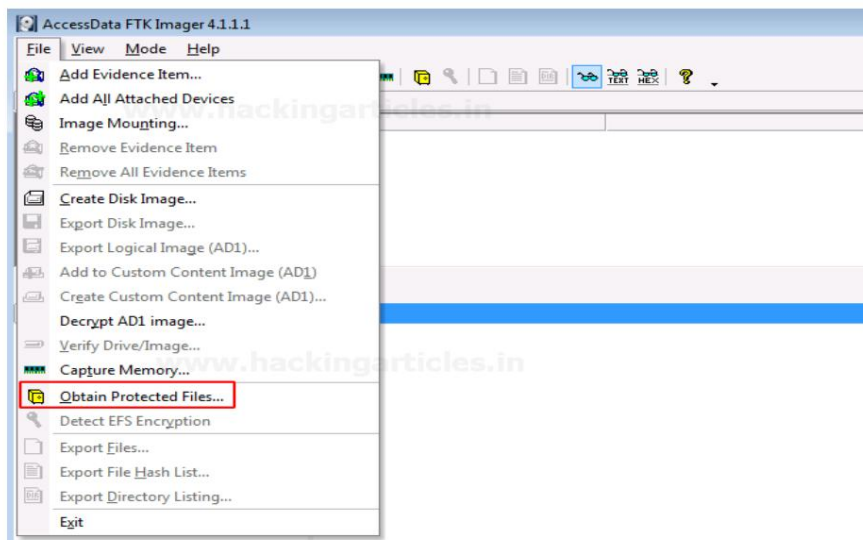 AccessData FTK Imager 4.1.1.1
File View Mode Help
Add Evidence Item...
TEXT HEX
Add All Attached Devices
www.hackingarticles.in
Image Mounting...
Remove Evidence Item
Remove All Evidence Items
Create Disk Image...
Export Disk Image...
Export Logical Image (AD1)...
Add to Custom Content Image (AD1)
Create Custom Content Image (AD1)...
Decrypt AD1 image...
Verify Drive/Image...
www.hackingarticles.in
Capture Memory...
Obtain Protected Files...
Detect EFS Encryption
Export Files...
Export File Hash List...
Export Directory Listing...
Exit